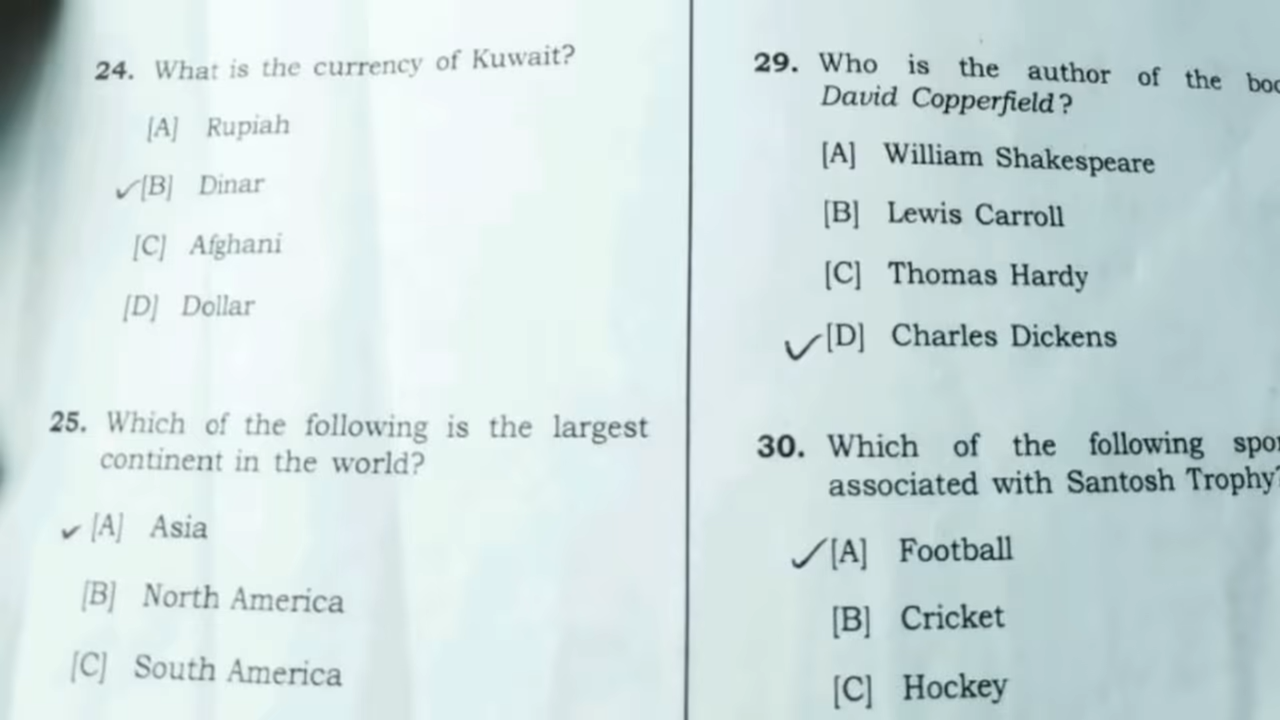 24. What is the currency of Kuwait?
[A] Rupiah
✓[B] Dinar
[C] Afghani
[D] Dollar
25. Which of the following is the largest
continent in the world?
✓[A] Asia
[B] North America
[C] South America
29. Who is the author of the
David Copperfield?
[A] William Shakespeare
[B] Lewis Carroll
[C] Thomas Hardy
✓[D] Charles Dickens
30. Which of the following
associated with Santosh Trophy?
✓[A] Football
[B] Cricket
[C] Hockey